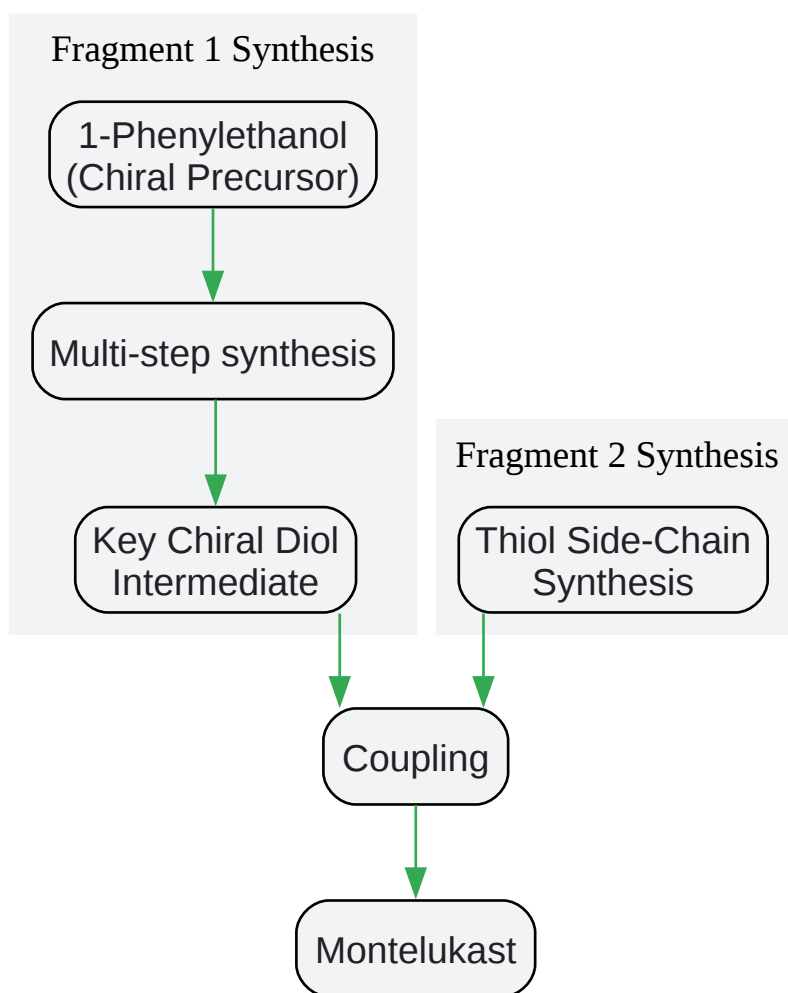 Fragment 1 Synthesis
1-Phenylethanol
(Chiral Precursor)
Multi-step synthesis
Fragment 2 Synthesis
Key Chiral Diol
Intermediate
Thiol Side-Chain
Synthesis
Coupling
Montelukast